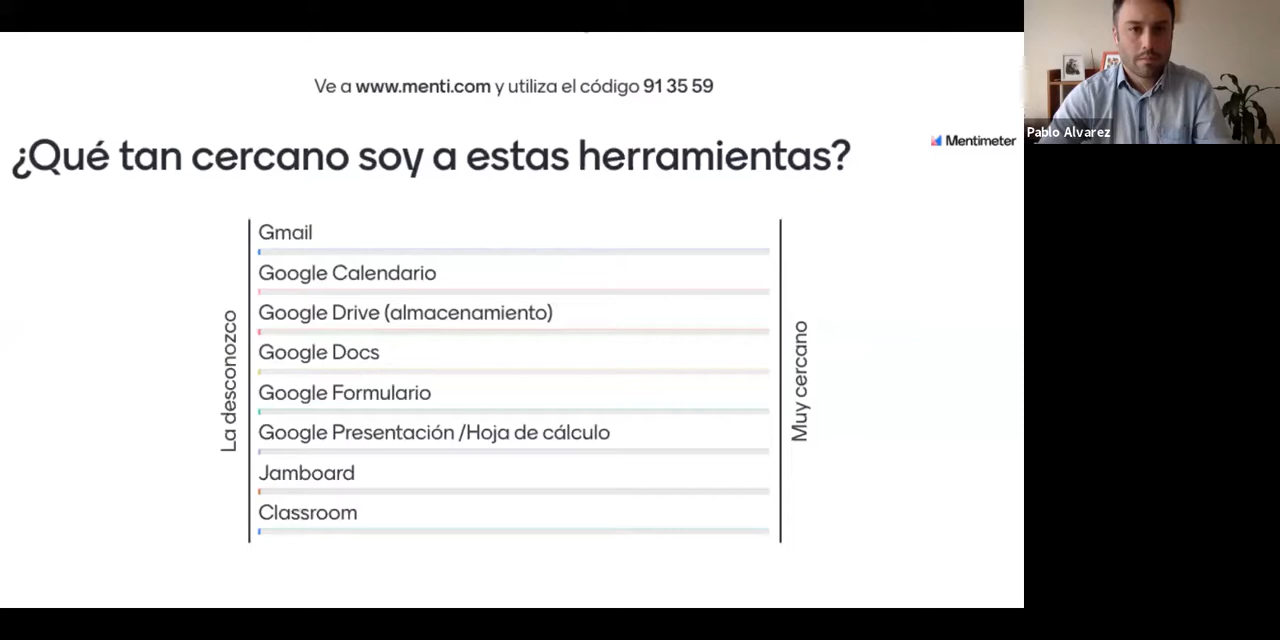 Ve a www.menti.com y utiliza el código 91 35 59
Pablo Alvarez
Mentimeter
¿Qué tan cercano soy a estas herramientas?
Gmail
Google Calendario
Google Drive (almacenamiento)
Google Docs
Google Formulario
Google Presentación /Hoja de cálculo
Jamboard
Classroom
La desconozco
Muy cercano